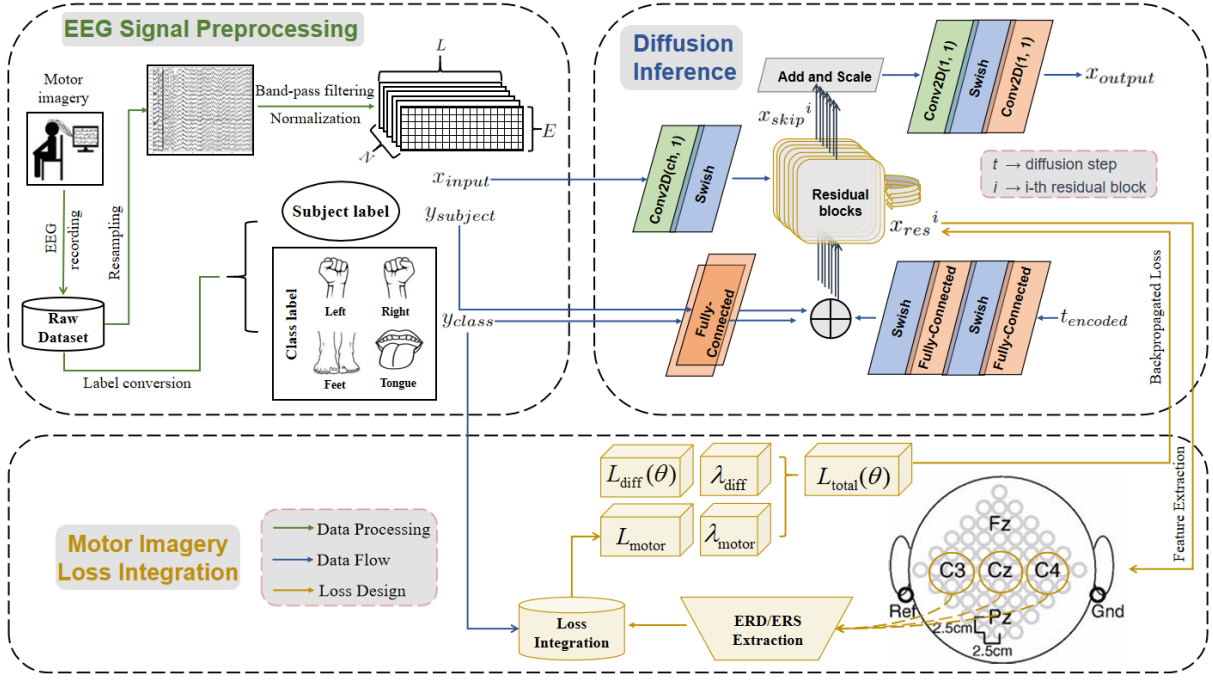 EEG Signal Preprocessing
Motor
imagery
Band-pass filtering
Normalization
L
N
E
EEG
recording
Resampling
Raw
Dataset
Label conversion
Subject label
Class label
Left
Right
Feet
Tongue
x_input
y_subject
y_class
Diffusion
Inference
Conv2D(ch, 1)
Swish
Add and Scale
x_skip^i
Conv2D(1, 1)
Swish
Conv2D(1, 1)
x_output
t → diffusion step
i → i-th residual block
Residual
blocks
x_res^i
Fully-
Connected
Swish
Fully-Connected
Swish
Fully-Connected
t_encoded
Backpropagated Loss
Feature Extraction
Motor Imagery
Loss Integration
Data Processing
Data Flow
Loss Design
L_diff(θ)
λ_diff
L_total(θ)
L_motor
λ_motor
Loss
Integration
ERD/ERS
Extraction
Fz
C3
Cz
C4
Pz
Ref
Gnd
2.5cm
2.5cm